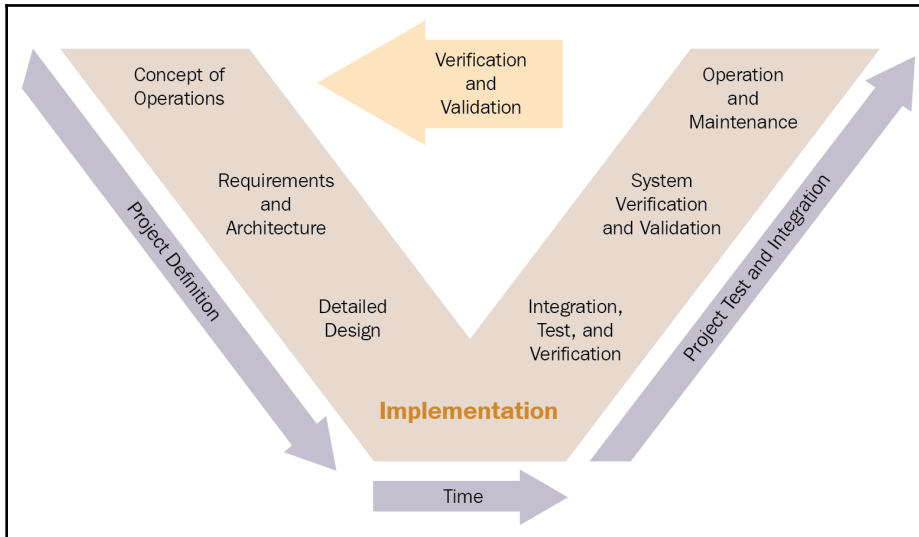 Concept of
Operations
Verification
and
Validation
Operation
and
Maintenance
Requirements
and
Architecture
System
Verification
and Validation
Project Definition
Project Test and Integration
Detailed
Design
Integration,
Test, and
Verification
Implementation
Time